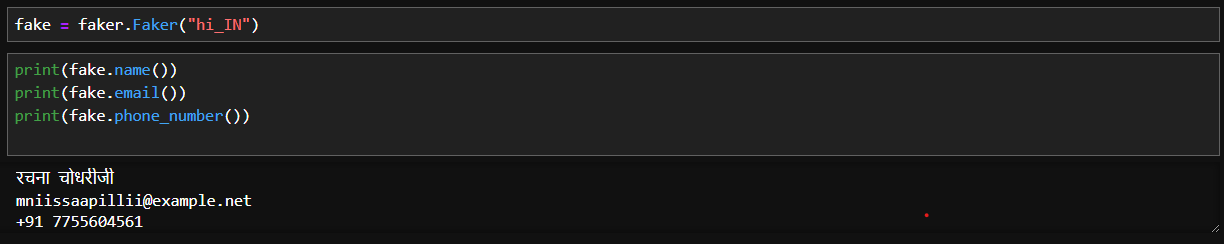 fake = faker.Faker("hi_IN")
print(fake.name())
print(fake.email())
print(fake.phone_number())
रचना चोधरीजी
mniissaapillii@example.net
+91 7755604561